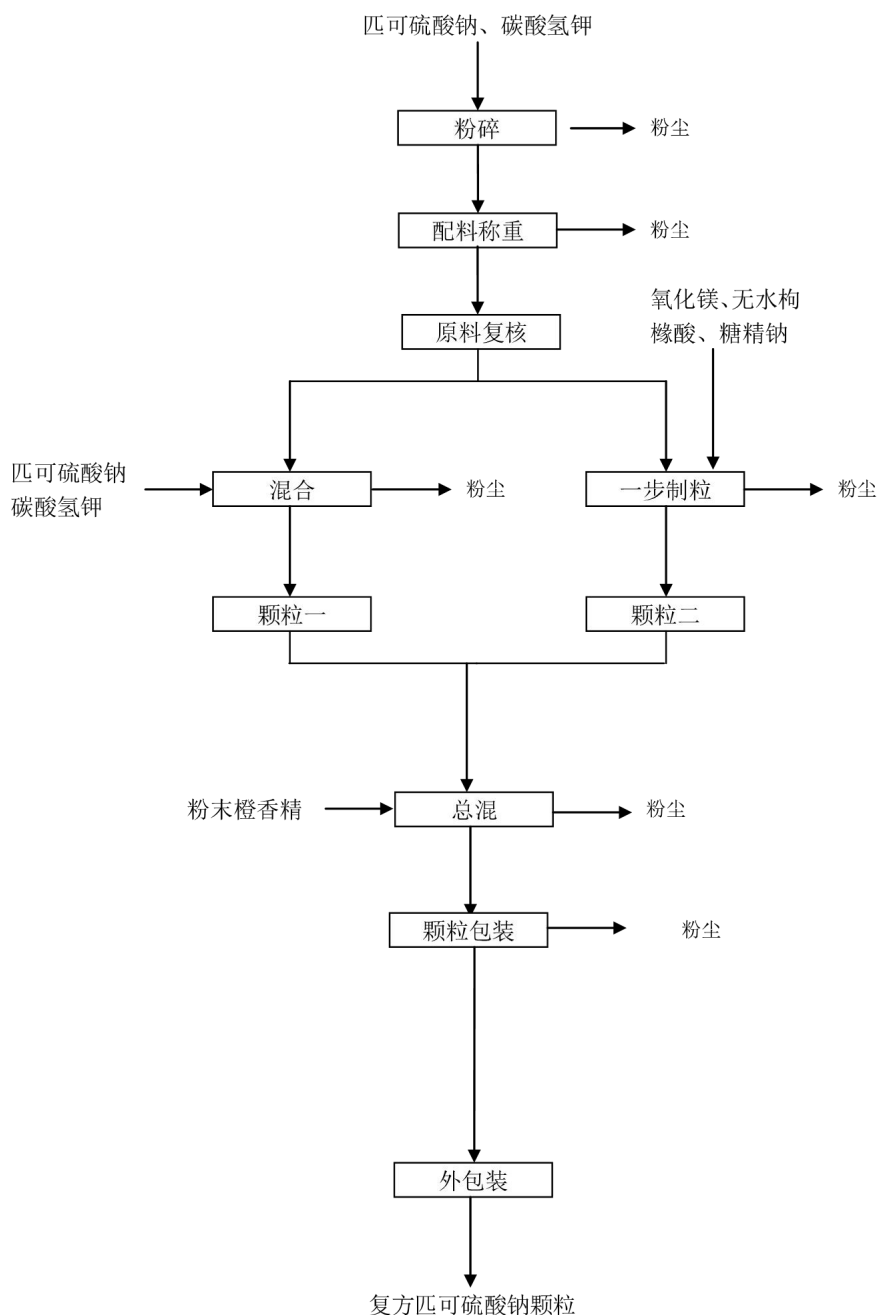 匹可硫酸钠、碳酸氢钾
粉碎
粉尘
配料称重
粉尘
原料复核
氧化镁、无水枸
橼酸、糖精钠
匹可硫酸钠
碳酸氢钾
混合
粉尘
一步制粒
粉尘
颗粒一
颗粒二
粉末橙香精
总混
粉尘
颗粒包装
粉尘
外包装
复方匹可硫酸钠颗粒